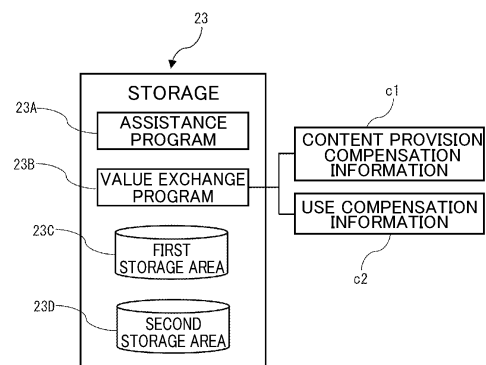 23
STORAGE
23A
ASSISTANCE
PROGRAM
23B
VALUE EXCHANGE
PROGRAM
23C
FIRST
STORAGE AREA
23D
SECOND
STORAGE AREA
c1
CONTENT PROVISION
COMPENSATION
INFORMATION
USE COMPENSATION
INFORMATION
c2